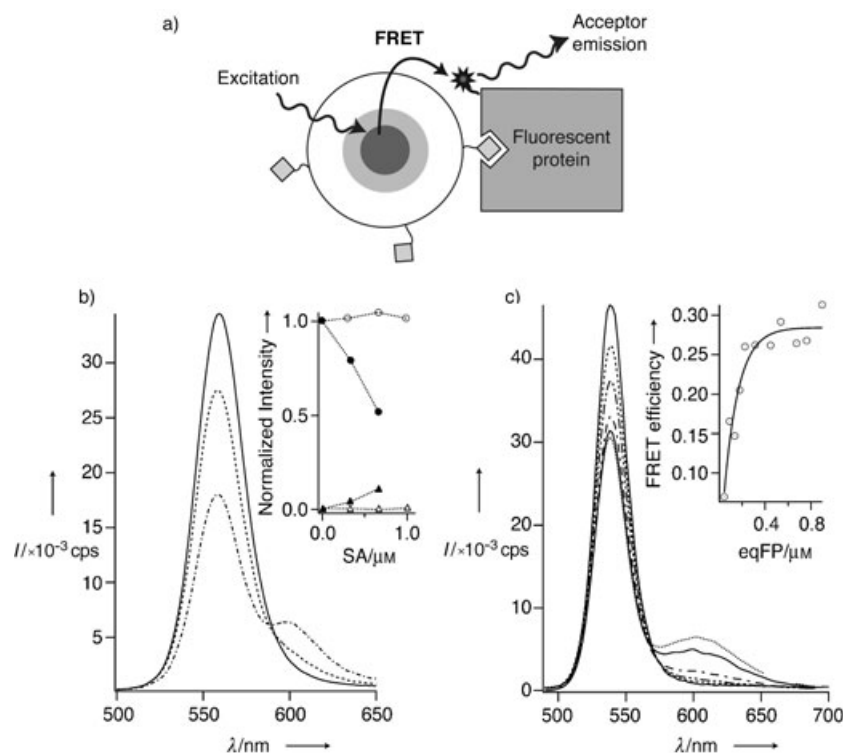 a)
FRET
Acceptor
emission
Excitation
Fluorescent
protein
b)
30
25
20
15
10
5
I/×10⁻³ cps
500 550 600 650
λ/nm
Normalized Intensity
1.0
0.5
0.0
0.0 1.0
SA/μM
c)
40
30
20
10
0
I/×10⁻³ cps
500 550 600 650 700
λ/nm
FRET efficiency
0.30
0.25
0.20
0.15
0.10
0.4 0.8
eqFP/μM